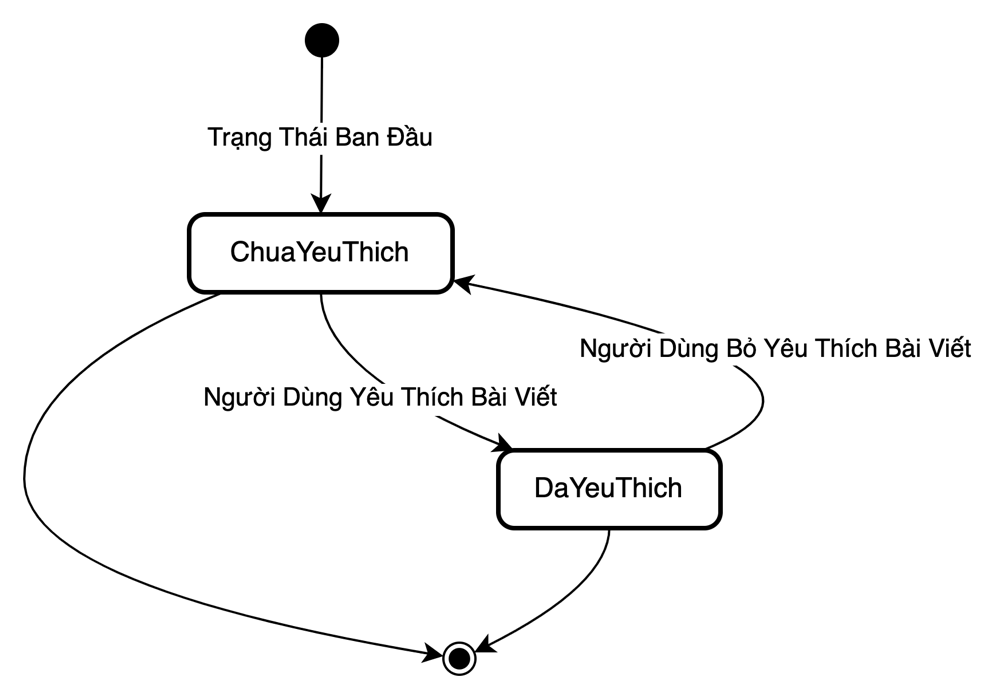 Trạng Thái Ban Đầu
ChuaYeuThich
Người Dùng Bỏ Yêu Thích Bài Viết
Người Dùng Yêu Thích Bài Viết
DaYeuThich